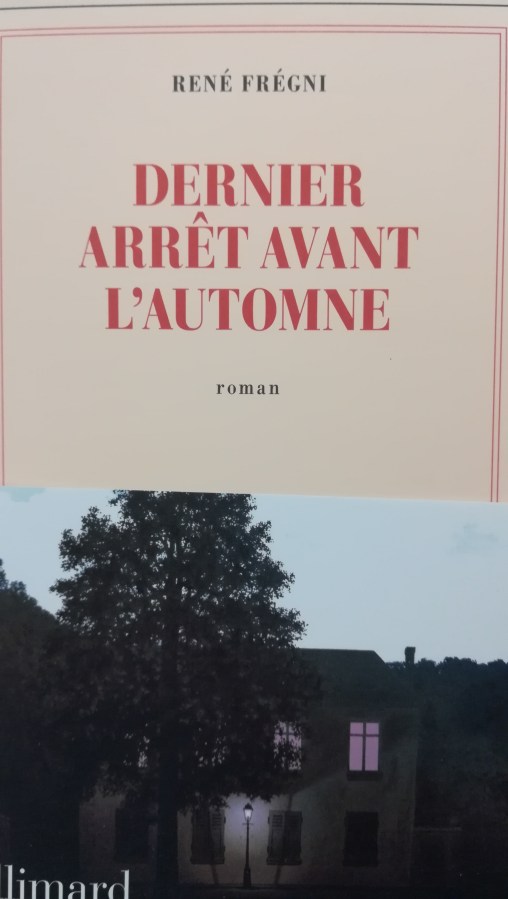 RENÉ FRÉGNI
DERNIER
ARRÊT AVANT
L'AUTOMNE
roman
llimard